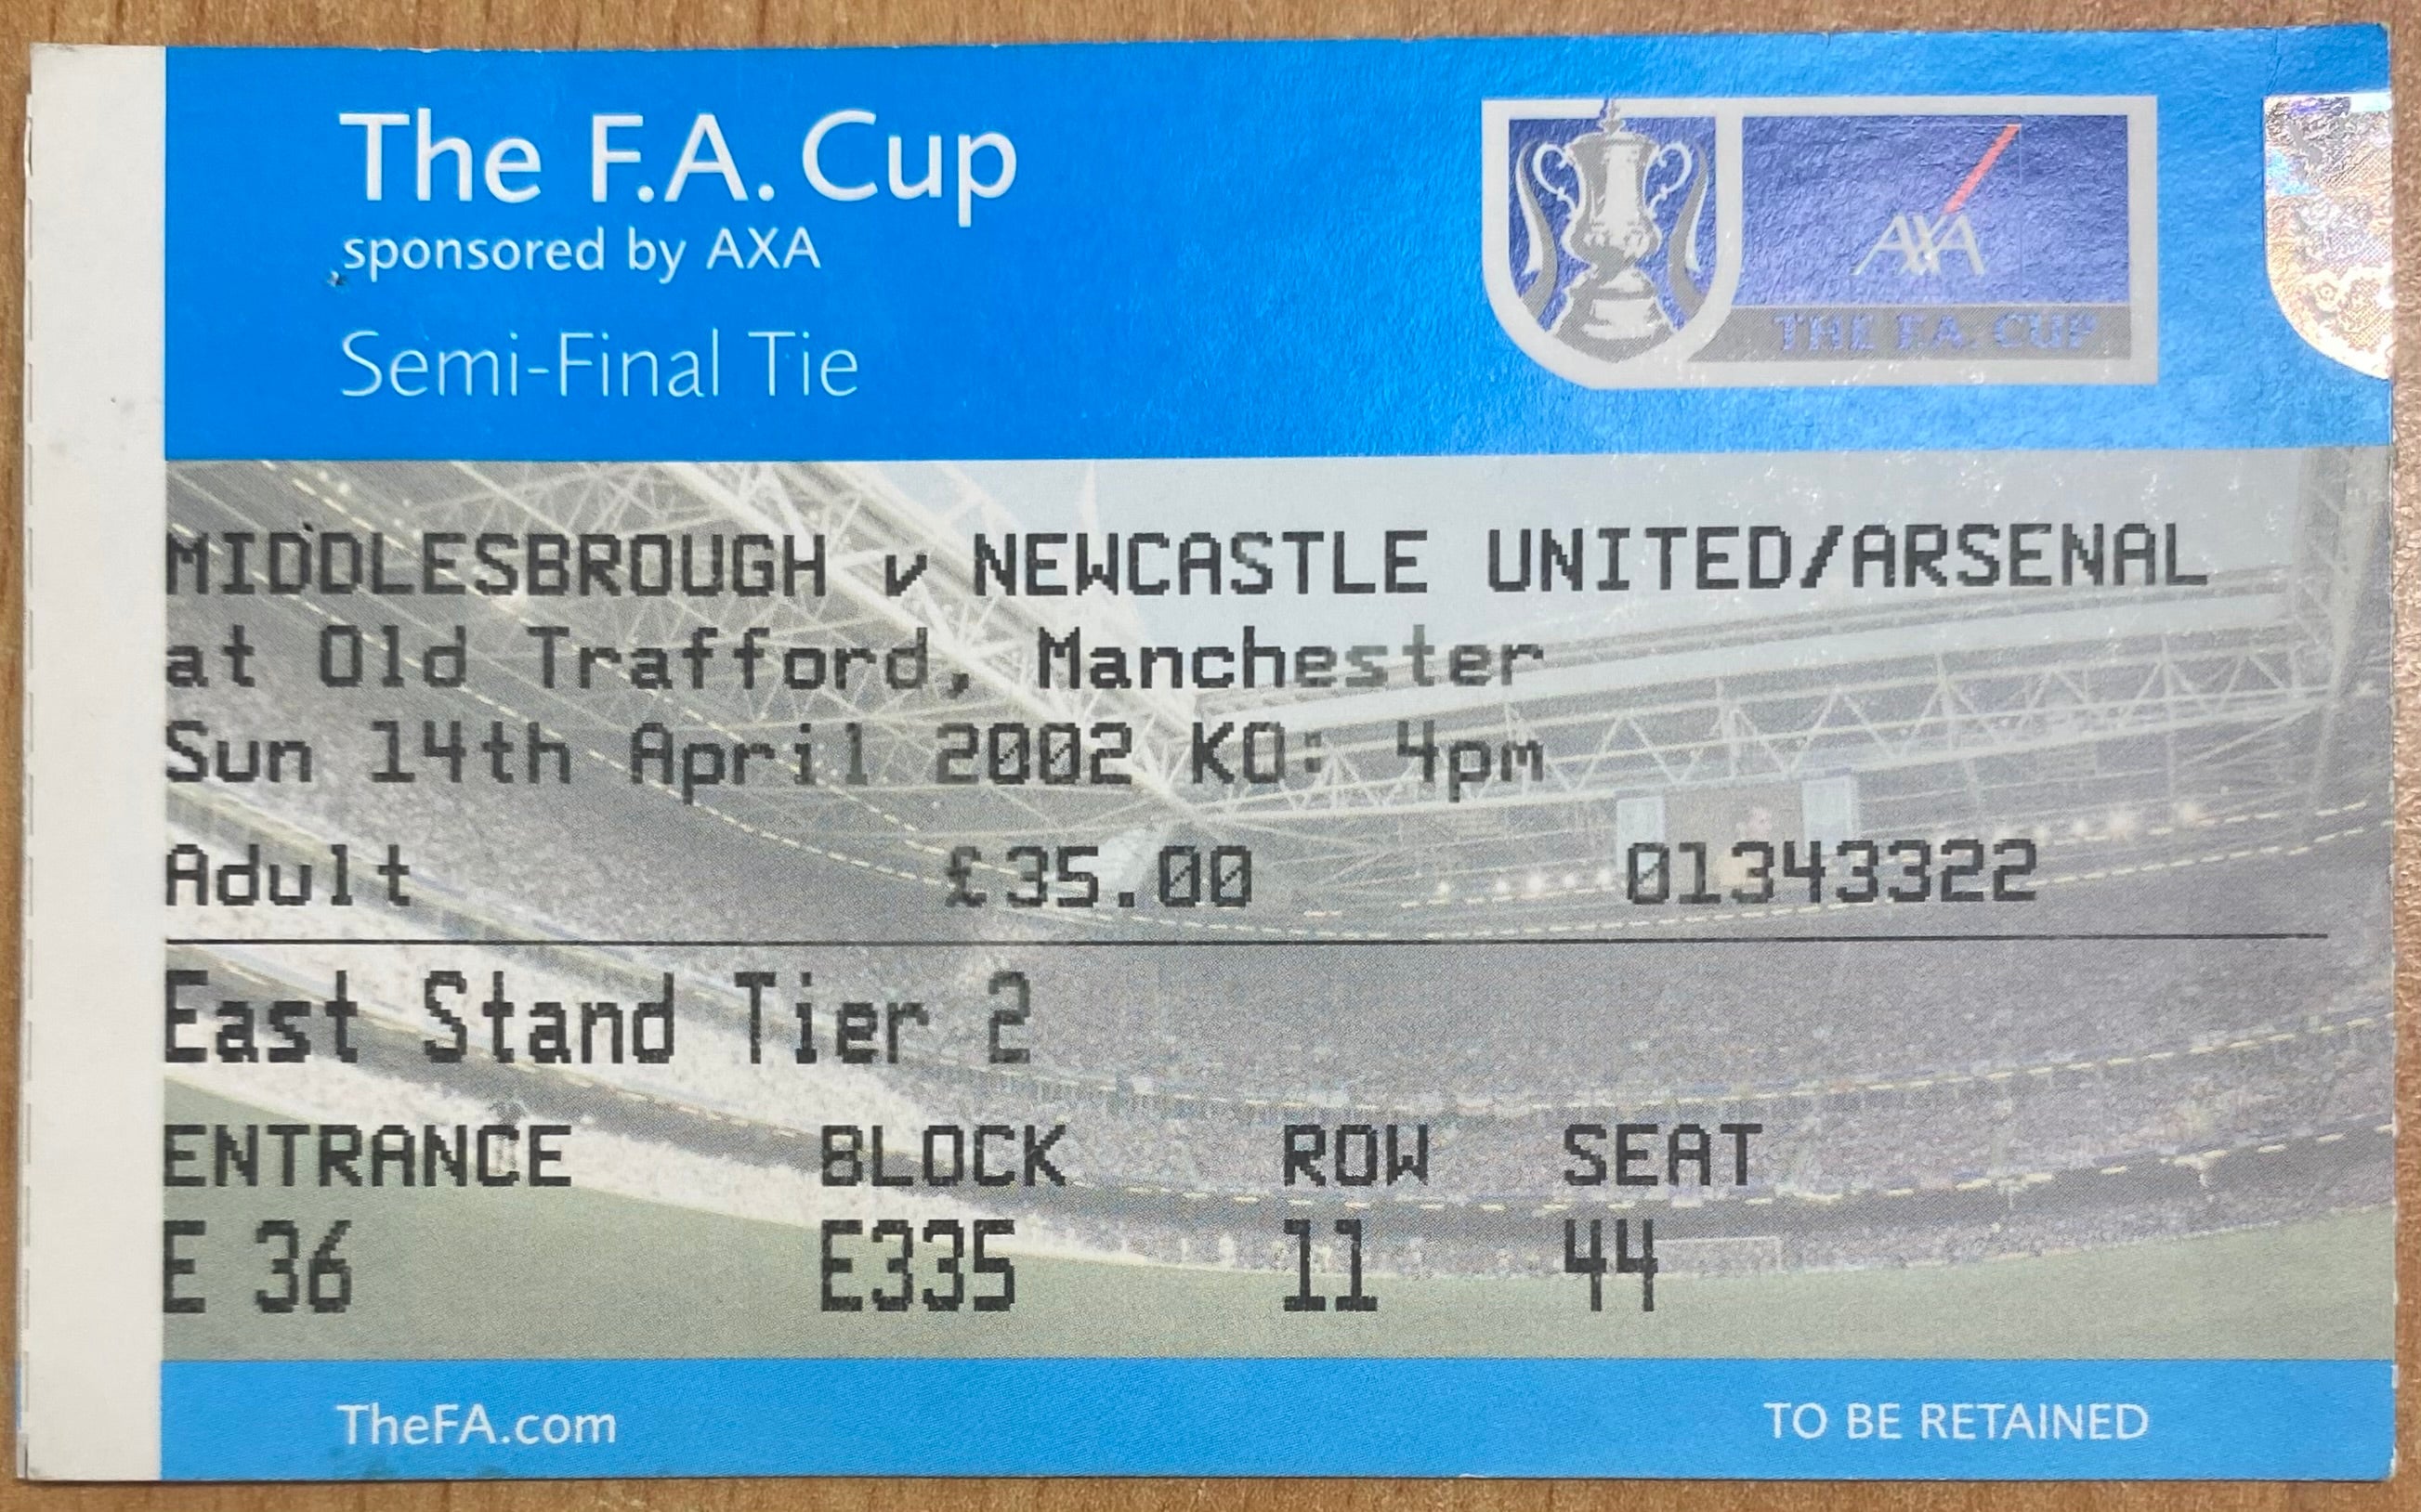 The F.A. Cup
sponsored by AXA
Semi-Final Tie
AXA
THE F.A. CUP
MIDDLESBROUGH v NEWCASTLE UNITED/ARSENAL
at Old Trafford, Manchester
Sun 14th April 2002 KO: 4pm
Adult £35.00 01343322
East Stand Tier 2
ENTRANCE BLOCK ROW SEAT
E 36 E335 11 44
TheFA.com TO BE RETAINED